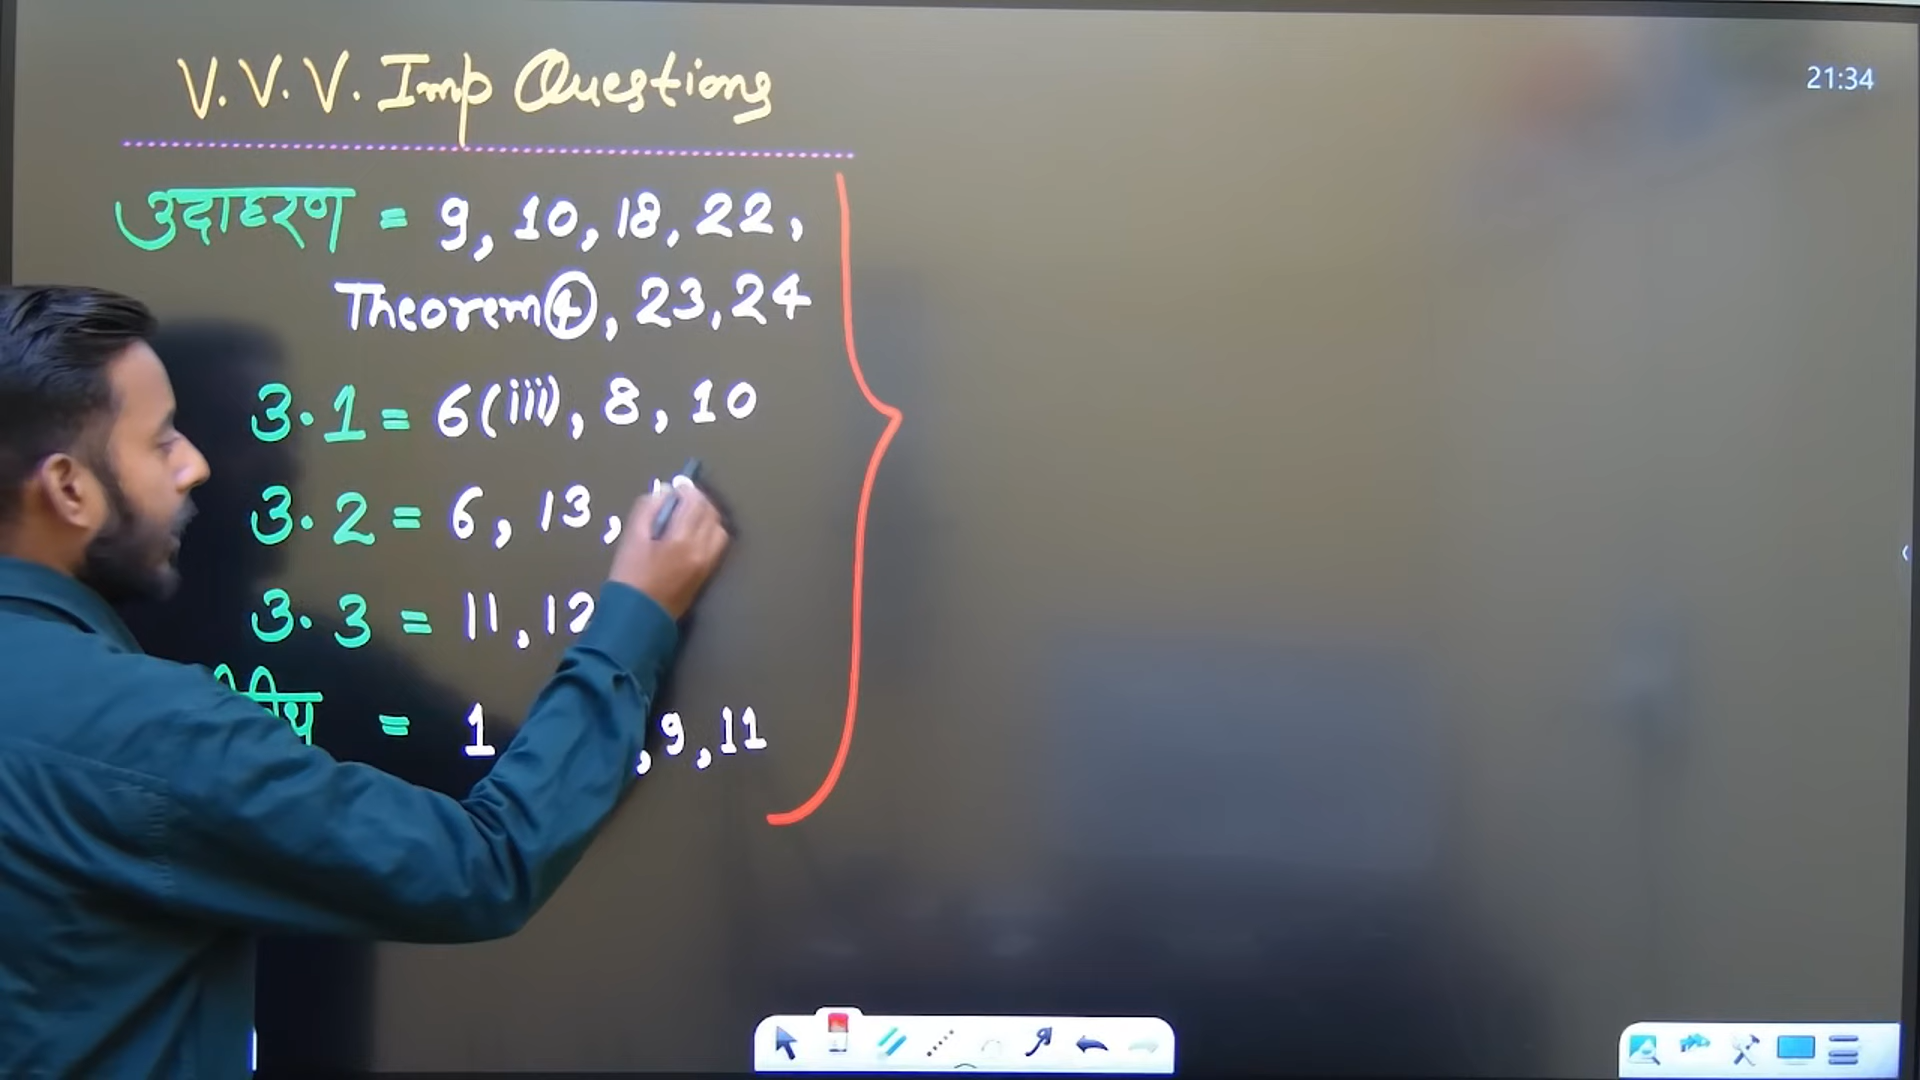 V. V. V. Imp Questions
21:34
उदाहरण = 9, 10, 18, 22,
Theorem ④, 23, 24
3.1 = 6(iii), 8, 10
3.2 = 6, 13,
3.3 = 11, 12
= 1 , 9, 11